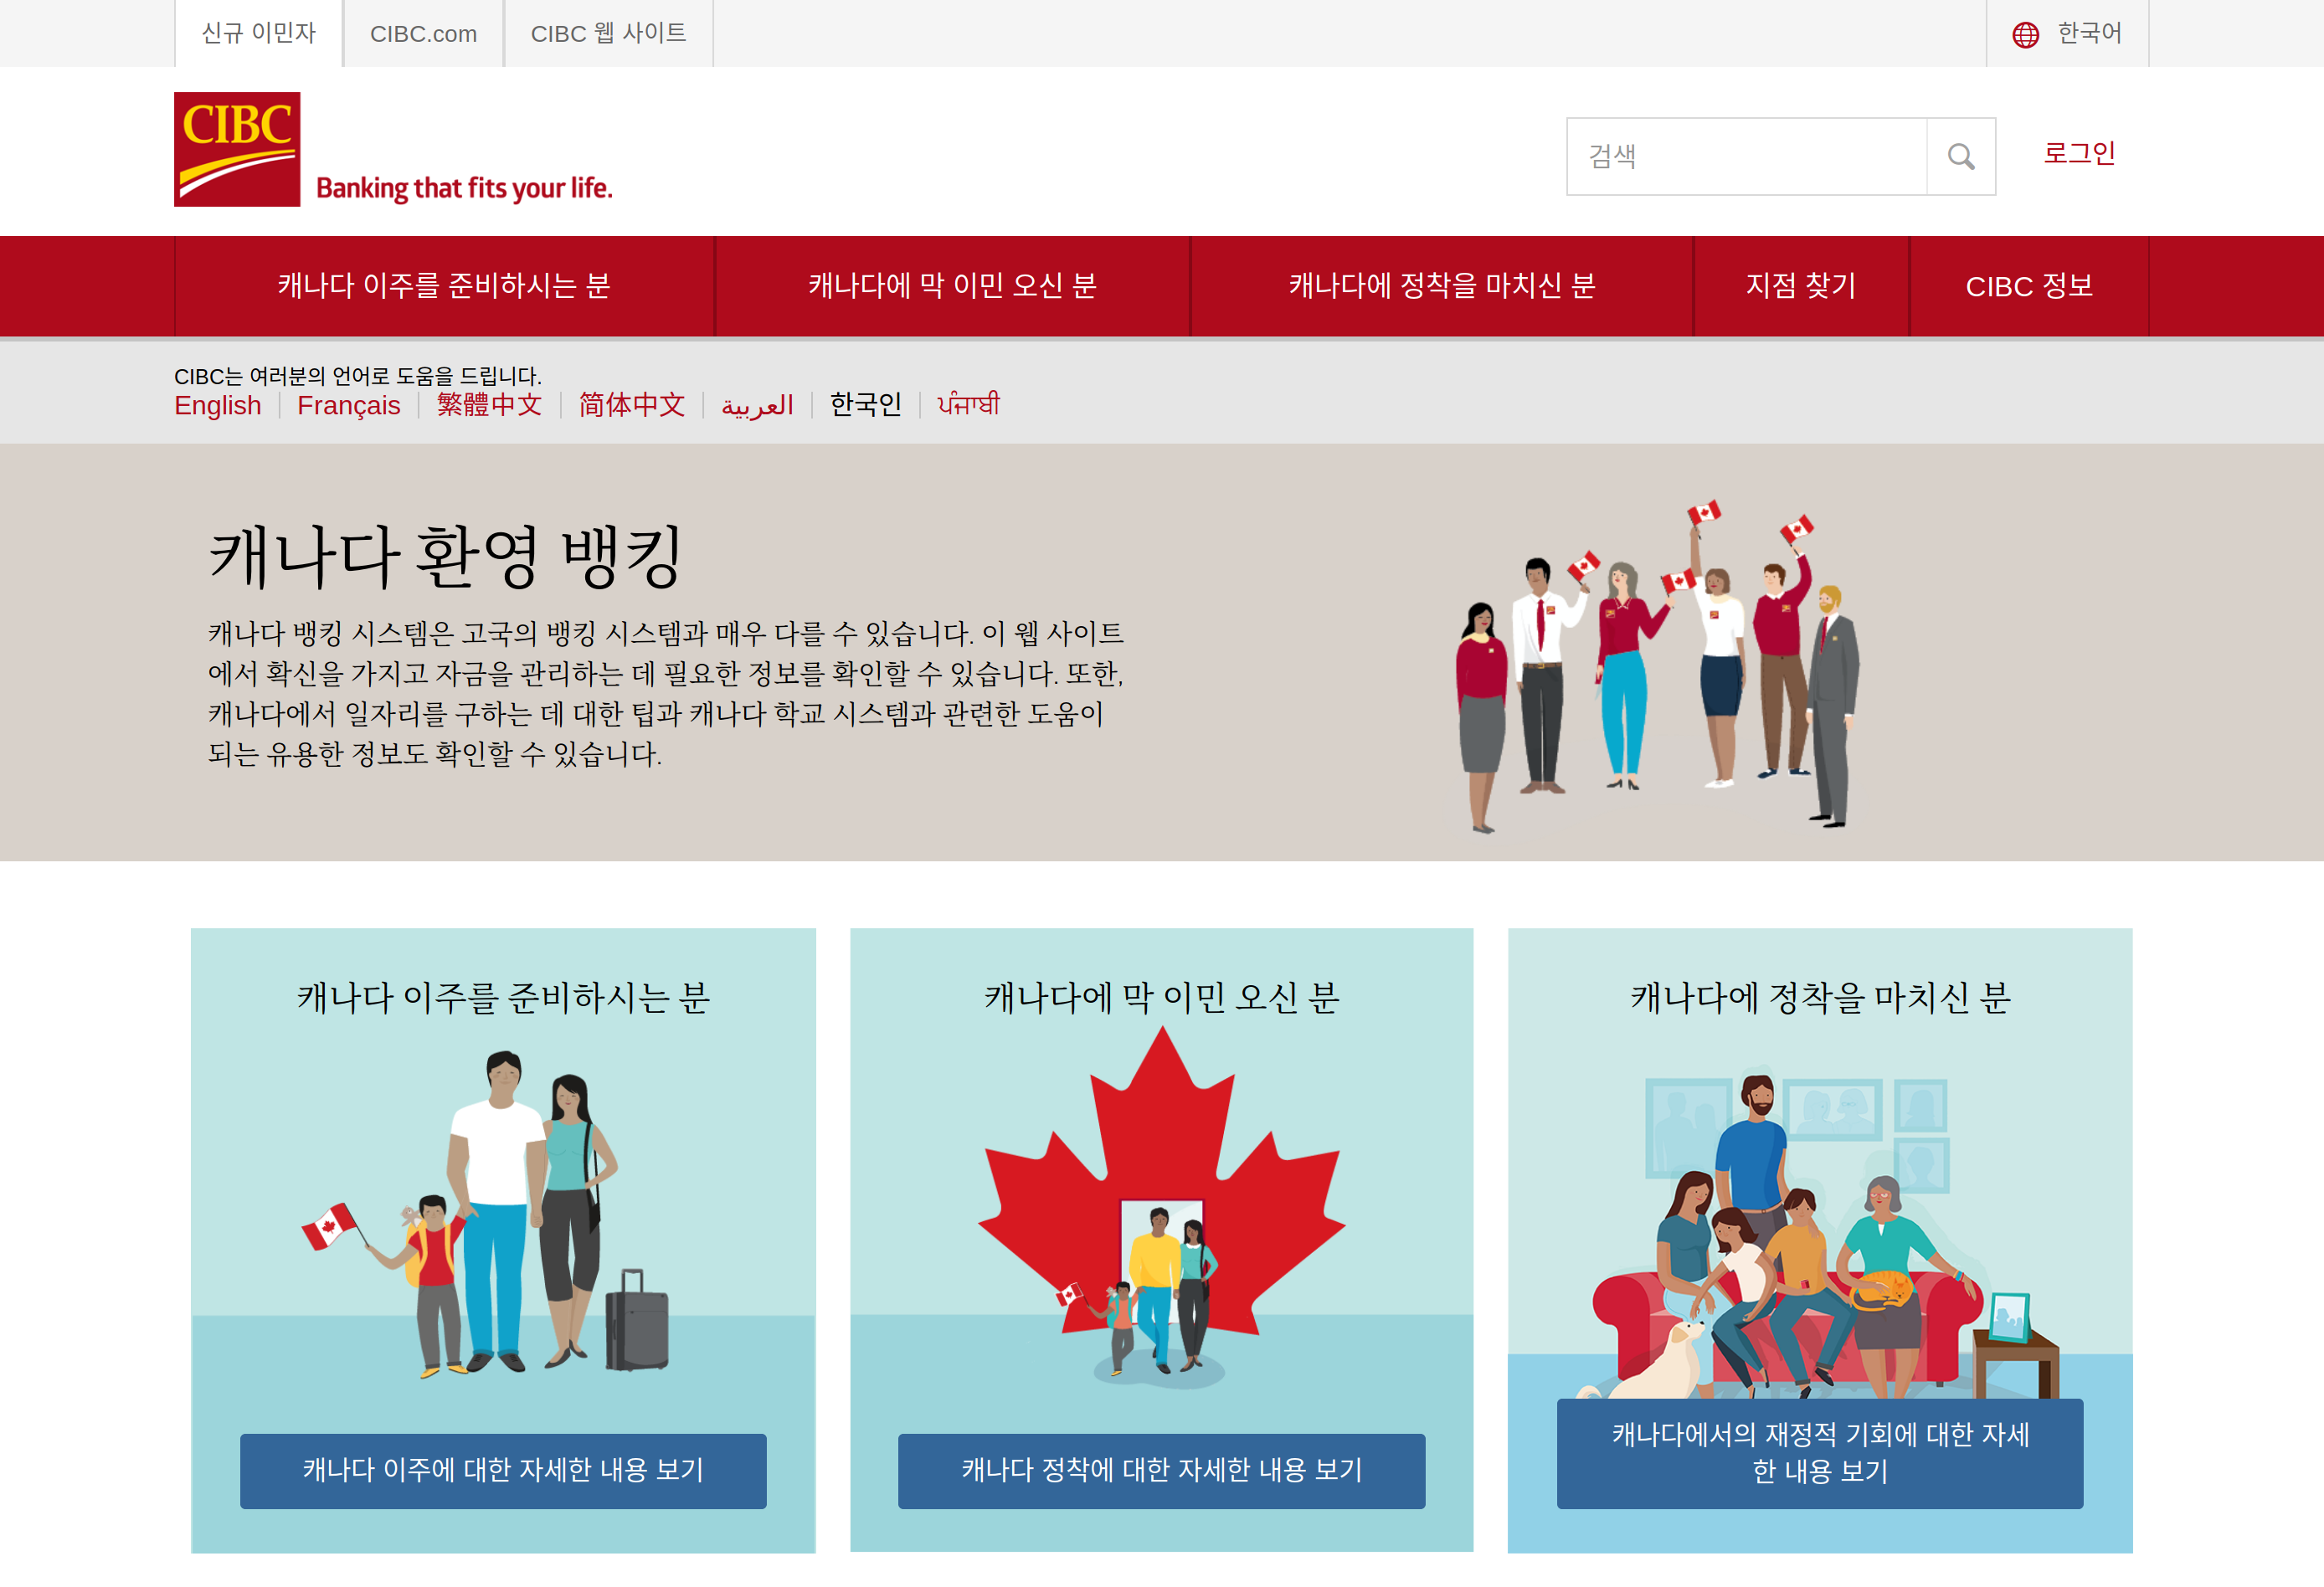 신규 이민자
CIBC.com
CIBC 웹 사이트
한국어
CIBC
Banking that fits your life.
검색
로그인
캐나다 이주를 준비하시는 분
캐나다에 막 이민 오신 분
캐나다에 정착을 마치신 분
지점 찾기
CIBC 정보
CIBC는 여러분의 언어로 도움을 드립니다.
English Français 繁體中文 简体中文 العربية 한국인 ਪੰਜਾਬੀ
캐나다 환영 뱅킹
캐나다 뱅킹 시스템은 고국의 뱅킹 시스템과 매우 다를 수 있습니다. 이 웹 사이트
에서 확신을 가지고 자금을 관리하는 데 필요한 정보를 확인할 수 있습니다. 또한,
캐나다에서 일자리를 구하는 데 대한 팁과 캐나다 학교 시스템과 관련한 도움이
되는 유용한 정보도 확인할 수 있습니다.
캐나다 이주를 준비하시는 분
캐나다 이주에 대한 자세한 내용 보기
캐나다에 막 이민 오신 분
캐나다 정착에 대한 자세한 내용 보기
캐나다에 정착을 마치신 분
캐나다에서의 재정적 기회에 대한 자세
한 내용 보기